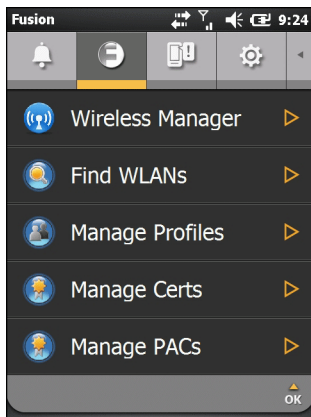 Fusion 9:24
Wireless Manager
Find WLANs
Manage Profiles
Manage Certs
Manage PACs
OK